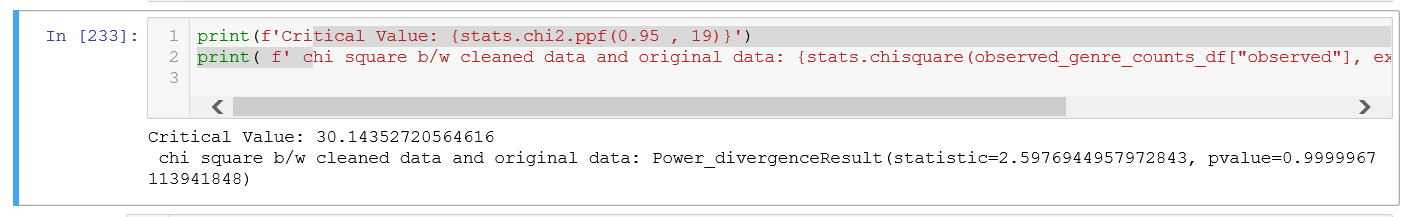 In [233]:
1 print(f'Critical Value: {stats.chi2.ppf(0.95 , 19)}')
2 print( f' chi square b/w cleaned data and original data: {stats.chisquare(observed_genre_counts_df["observed"], ex
3
Critical Value: 30.14352720564616
 chi square b/w cleaned data and original data: Power_divergenceResult(statistic=2.5976944957972843, pvalue=0.9999967
113941848)